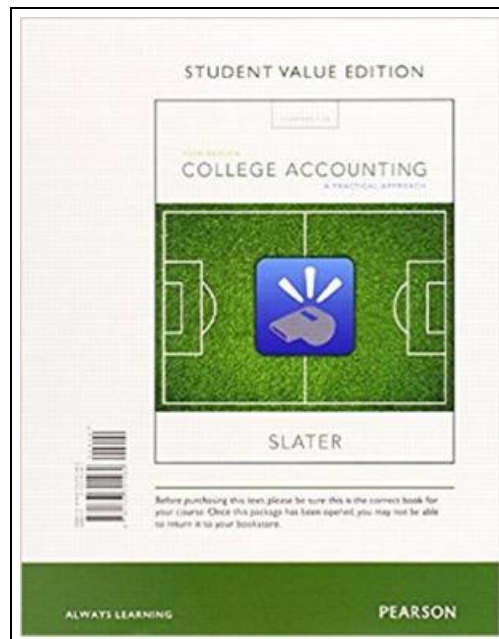 STUDENT VALUE EDITION
COLLEGE ACCOUNTING
A PRACTICAL APPROACH
SLATER
Before purchasing this text, please be sure this is the correct book for
your course. Once this package has been opened, you may not be able
to return it to your bookstore.
ALWAYS LEARNING
PEARSON